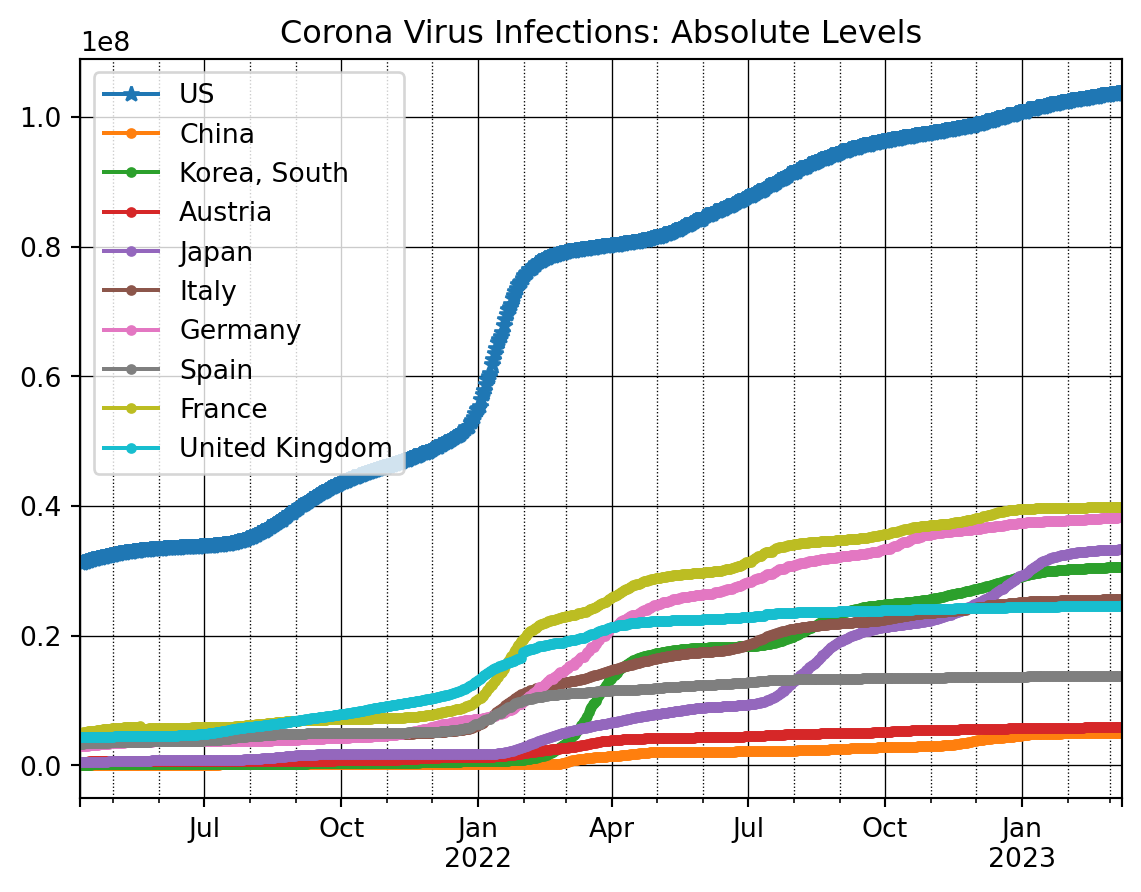 Corona Virus Infections: Absolute Levels
1e8
US
China
Korea, South
Austria
Japan
Italy
Germany
Spain
France
United Kingdom
1.0
0.8
0.6
0.4
0.2
0.0
Jul Oct Jan Apr Jul Oct Jan
2022 2023